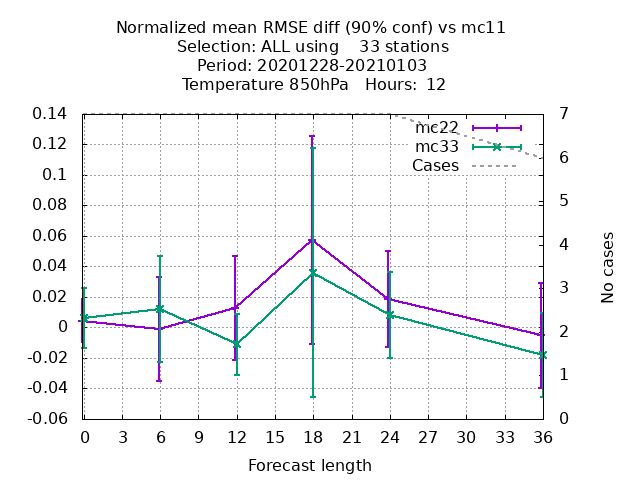 Normalized mean RMSE diff (90% conf) vs mc11
Selection: ALL using    33 stations
Period: 20201228-20210103
Temperature 850hPa   Hours:  12
0.14
0.12
0.1
0.08
0.06
0.04
0.02
0
-0.02
-0.04
-0.06
mc22
mc33
Cases
7
6
5
4
3
2
1
0
No cases
0 3 6 9 12 15 18 21 24 27 30 33 36
Forecast length